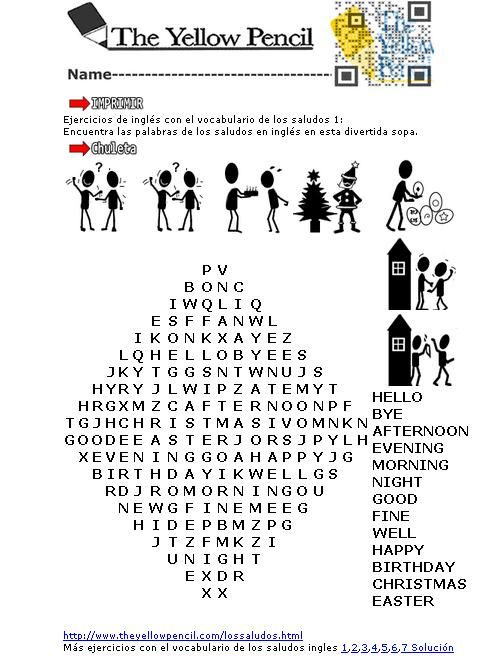 The Yellow Pencil
Name--------------------------------
IMPRIMIR
Ejercicios de inglés con el vocabulario de los saludos 1:
Encuentra las palabras de los saludos en inglés en esta divertida sopa.
Chuleta
? ?
P V
B O N C
I W Q L I Q
E S F F A N W L
I K O N K X A Y E Z
L Q H E L L O B Y E E S
J K Y T G G S N T W N U J S
H Y R Y J L W I P Z A T E M Y T
H R G X M Z C A F T E R N O O N P F
T G J H C H R I S T M A S I V O M N K N
G O O D E E A S T E R J O R S J P Y L H
X E V E N I N G G O A H A P P Y J G
B I R T H D A Y I K W E L L G S
R D J R O M O R N I N G O U
N E W G F I N E M E E G
H I D E P B M Z P G
J T Z F M K Z I
U N I G H T
E X D R
X X
HELLO
BYE
AFTERNOON
EVENING
MORNING
NIGHT
GOOD
FINE
WELL
HAPPY
BIRTHDAY
CHRISTMAS
EASTER
http://www.theyellowpencil.com/lossaludos.html
Más ejercicios con el vocabulario de los saludos ingles 1,2,3,4,5,6,7 Solución